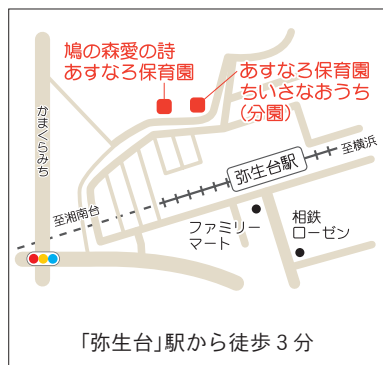 鳩の森愛の詩
あすなろ保育園
あすなろ保育園
ちいさなおうち
(分園)
かまくらみち
至横浜
弥生台駅
至湘南台
ファミリー
マート
相鉄
ローゼン
「弥生台」駅から徒歩3分